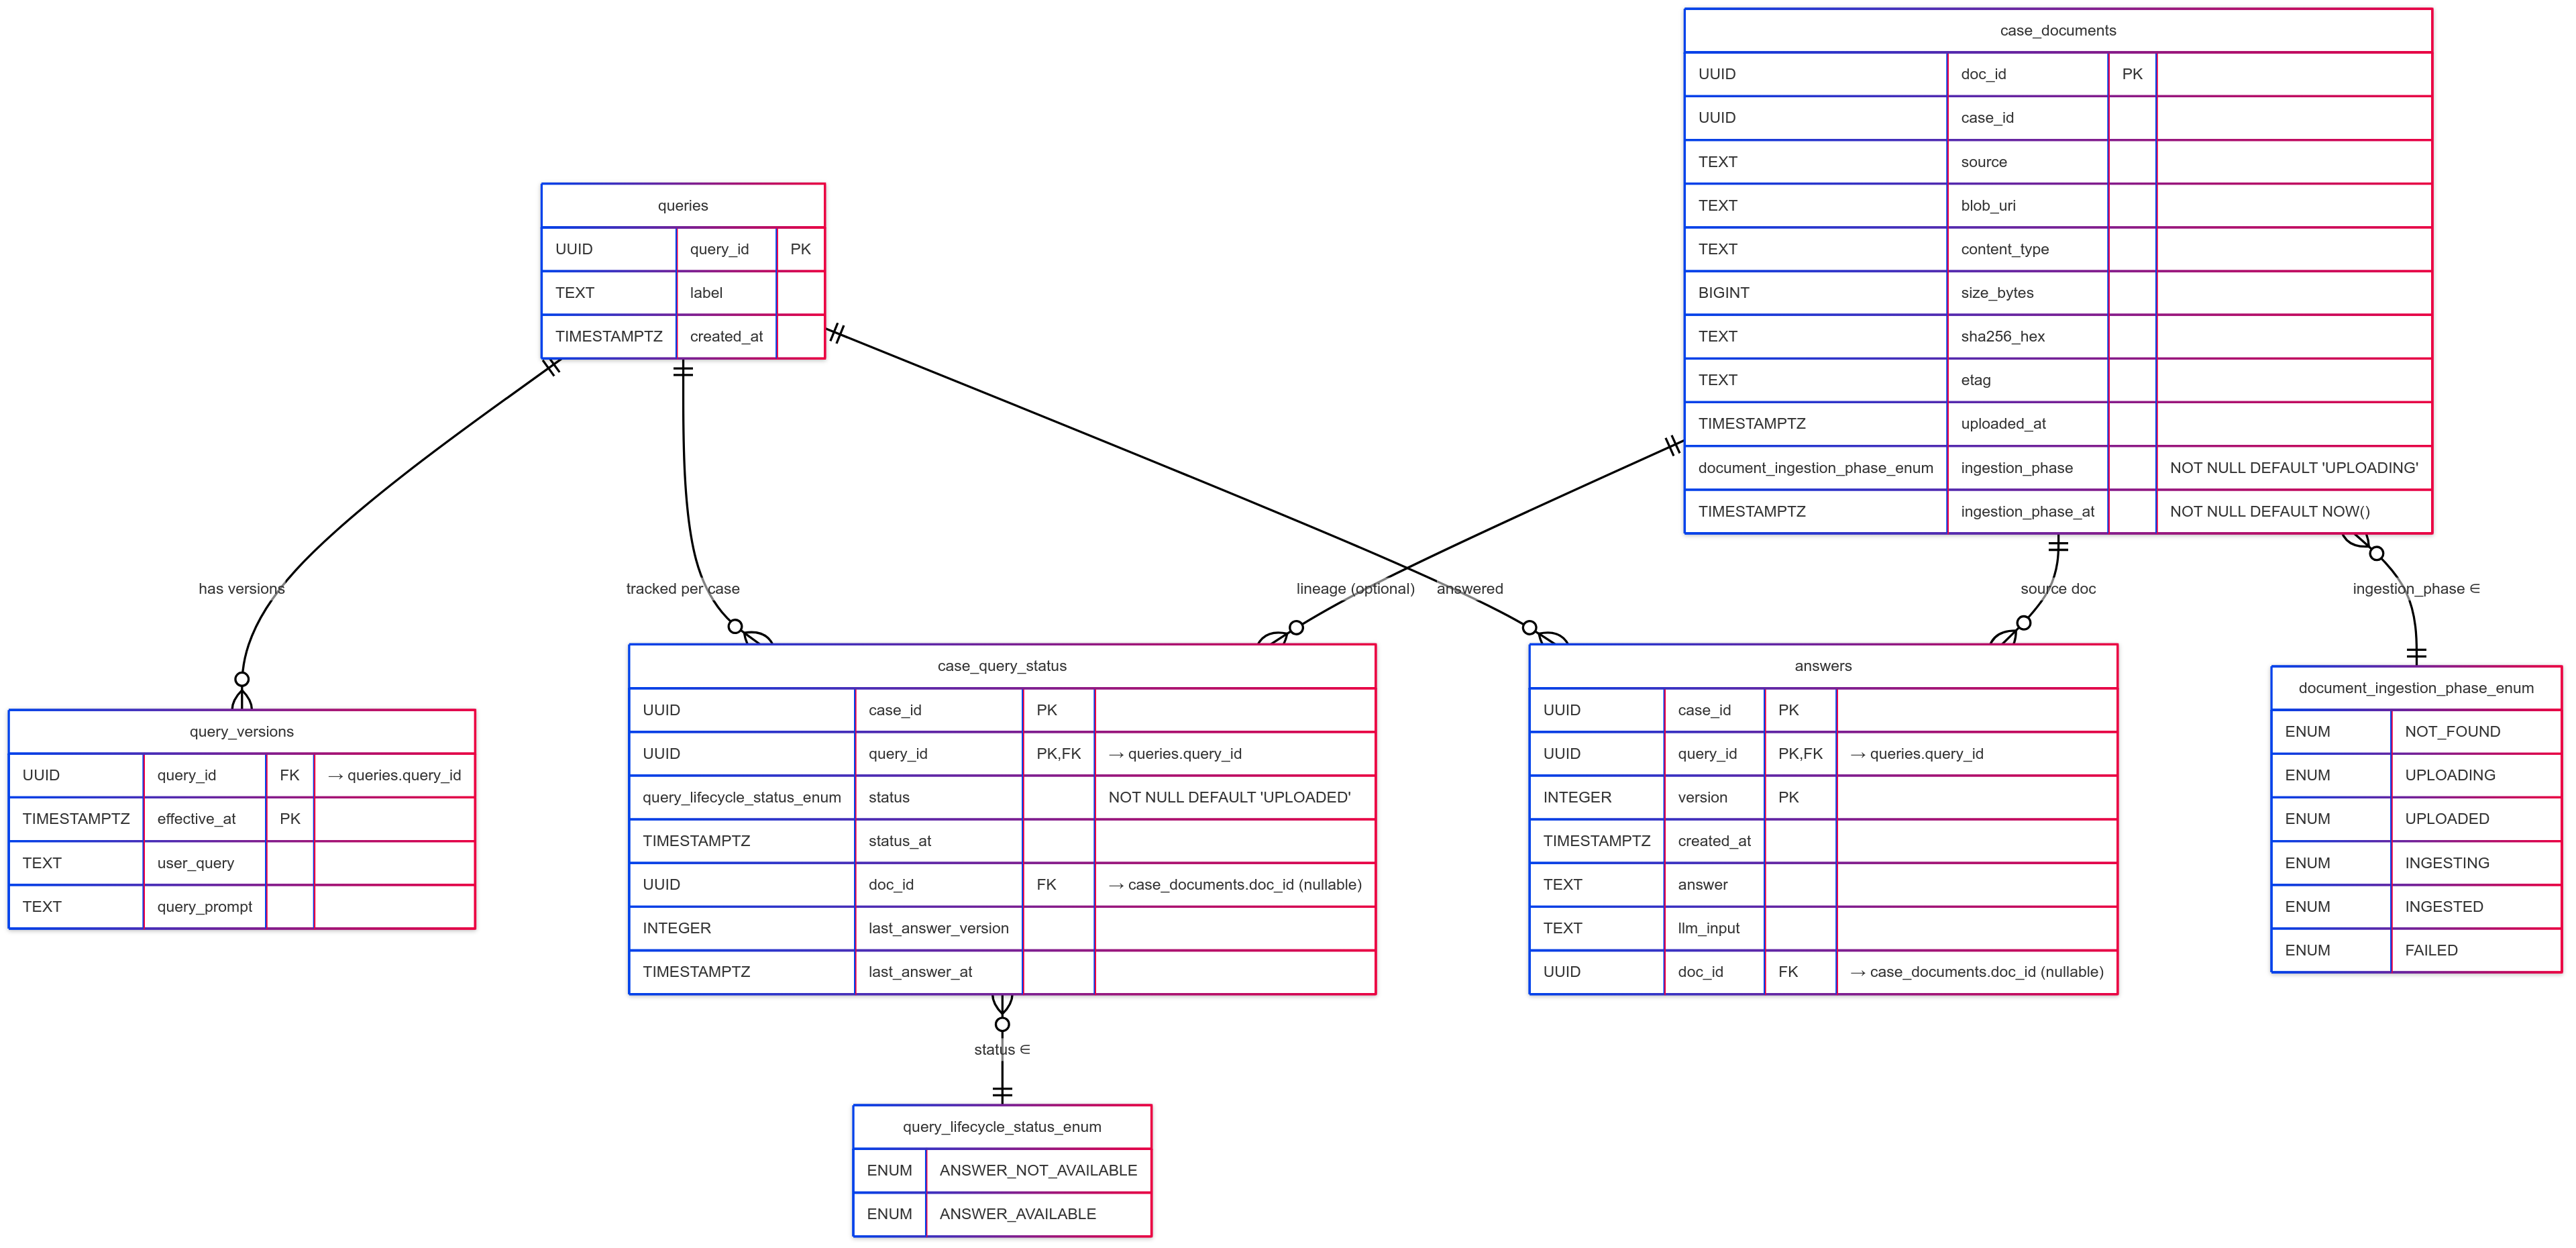 case_documents
UUID doc_id PK
UUID case_id
TEXT source
TEXT blob_uri
TEXT content_type
BIGINT size_bytes
TEXT sha256_hex
TEXT etag
TIMESTAMPTZ uploaded_at
document_ingestion_phase_enum ingestion_phase NOT NULL DEFAULT 'UPLOADING'
TIMESTAMPTZ ingestion_phase_at NOT NULL DEFAULT NOW()
queries
UUID query_id PK
TEXT label
TIMESTAMPTZ created_at
has versions
tracked per case
lineage (optional)
answered
source doc
ingestion_phase ∈
query_versions
UUID query_id FK → queries.query_id
TIMESTAMPTZ effective_at PK
TEXT user_query
TEXT query_prompt
case_query_status
UUID case_id PK
UUID query_id PK,FK → queries.query_id
query_lifecycle_status_enum status NOT NULL DEFAULT 'UPLOADED'
TIMESTAMPTZ status_at
UUID doc_id FK → case_documents.doc_id (nullable)
INTEGER last_answer_version
TIMESTAMPTZ last_answer_at
answers
UUID case_id PK
UUID query_id PK,FK → queries.query_id
INTEGER version PK
TIMESTAMPTZ created_at
TEXT answer
TEXT llm_input
UUID doc_id FK → case_documents.doc_id (nullable)
document_ingestion_phase_enum
ENUM NOT_FOUND
ENUM UPLOADING
ENUM UPLOADED
ENUM INGESTING
ENUM INGESTED
ENUM FAILED
status ∈
query_lifecycle_status_enum
ENUM ANSWER_NOT_AVAILABLE
ENUM ANSWER_AVAILABLE